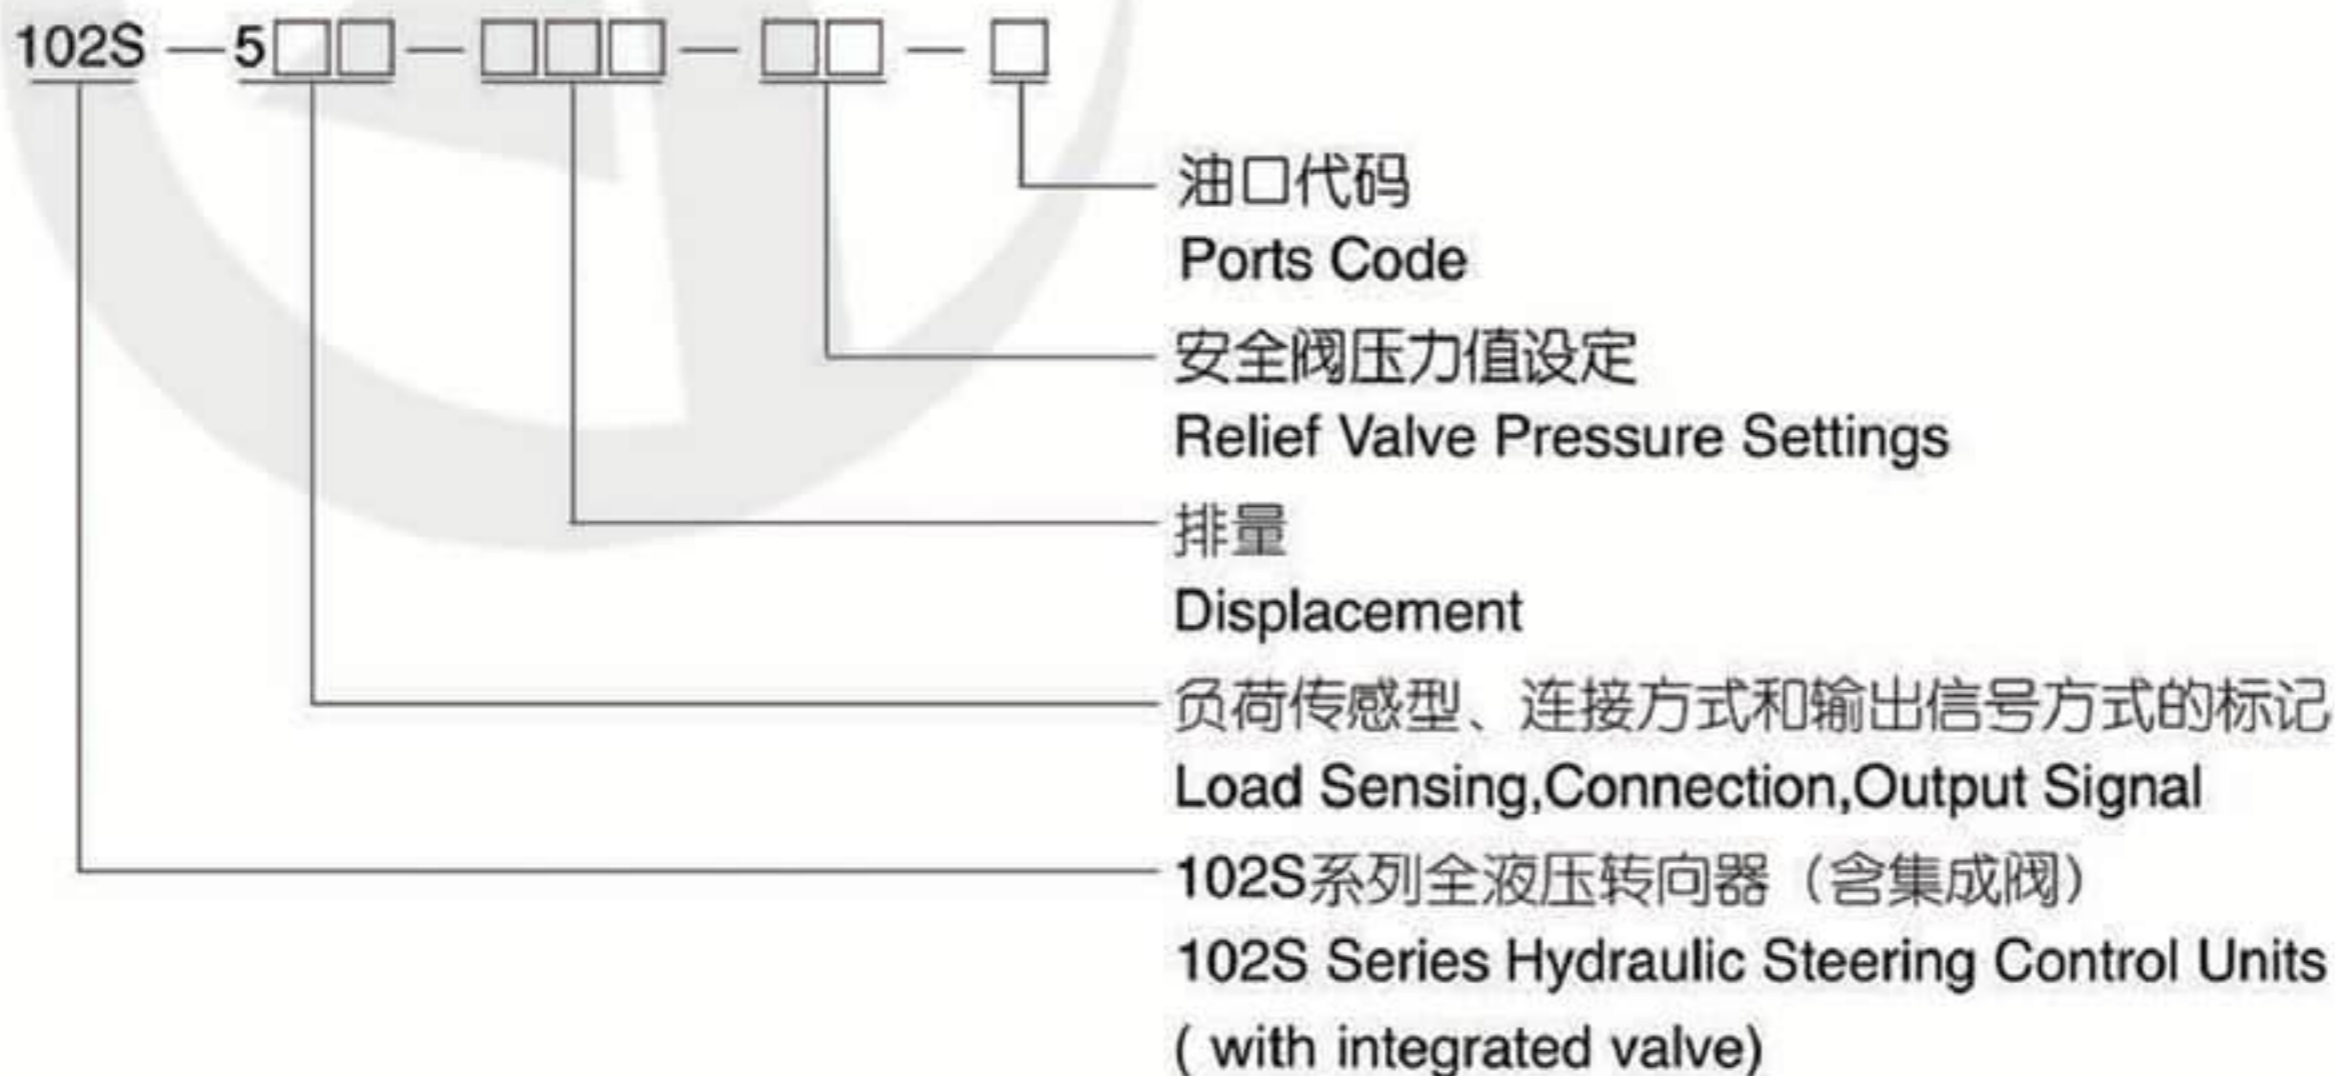 102S—5□□—□□□—□□—□
油口代码
Ports Code
安全阀压力值设定
Relief Valve Pressure Settings
排量
Displacement
负荷传感型、连接方式和输出信号方式的标记
Load Sensing,Connection,Output Signal
102S系列全液压转向器（含集成阀）
102S Series Hydraulic Steering Control Units
( with integrated valve)